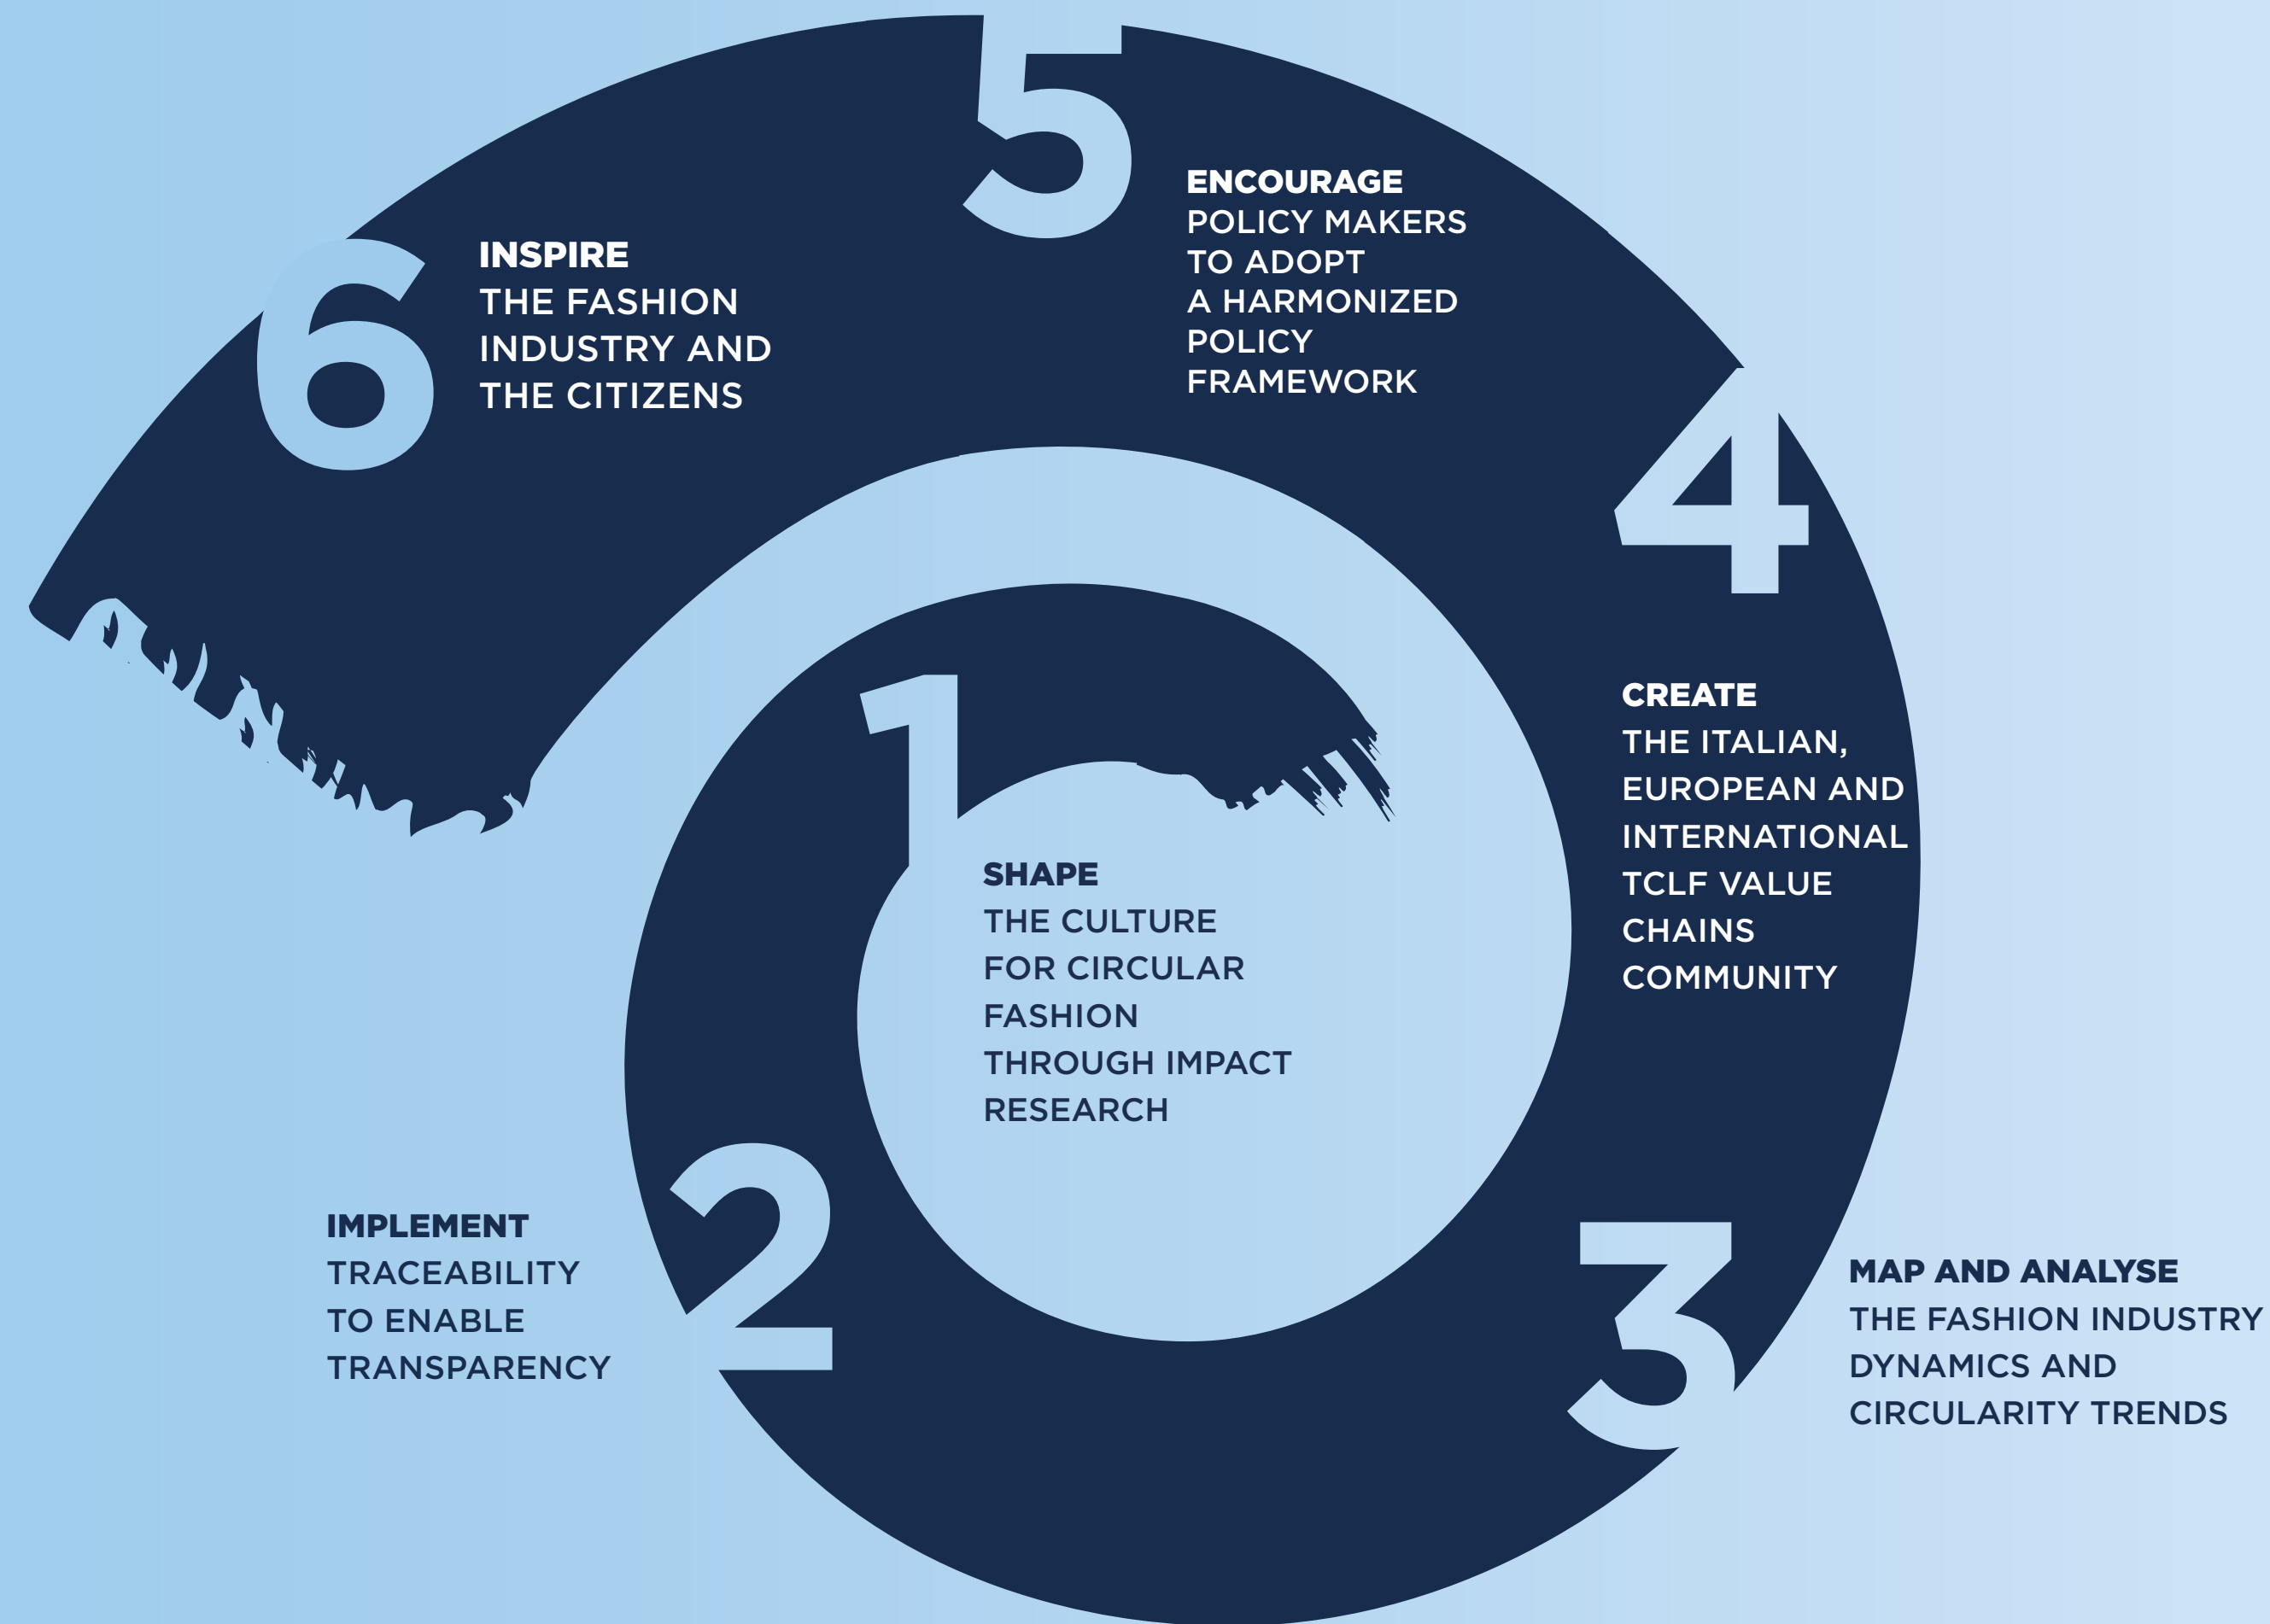 1
SHAPE
THE CULTURE
FOR CIRCULAR
FASHION
THROUGH IMPACT
RESEARCH
2
IMPLEMENT
TRACEABILITY
TO ENABLE
TRANSPARENCY
3
MAP AND ANALYSE
THE FASHION INDUSTRY
DYNAMICS AND
CIRCULARITY TRENDS
4
CREATE
THE ITALIAN,
EUROPEAN AND
INTERNATIONAL
TCLF VALUE
CHAINS
COMMUNITY
5
ENCOURAGE
POLICY MAKERS
TO ADOPT
A HARMONIZED
POLICY
FRAMEWORK
6
INSPIRE
THE FASHION
INDUSTRY AND
THE CITIZENS